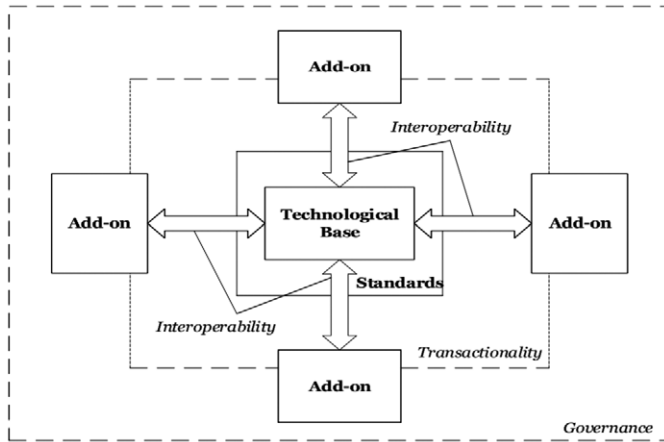 Add-on
Interoperability
Add-on
Technological
Base
Add-on
Standards
Interoperability
Transactionality
Add-on
Governance